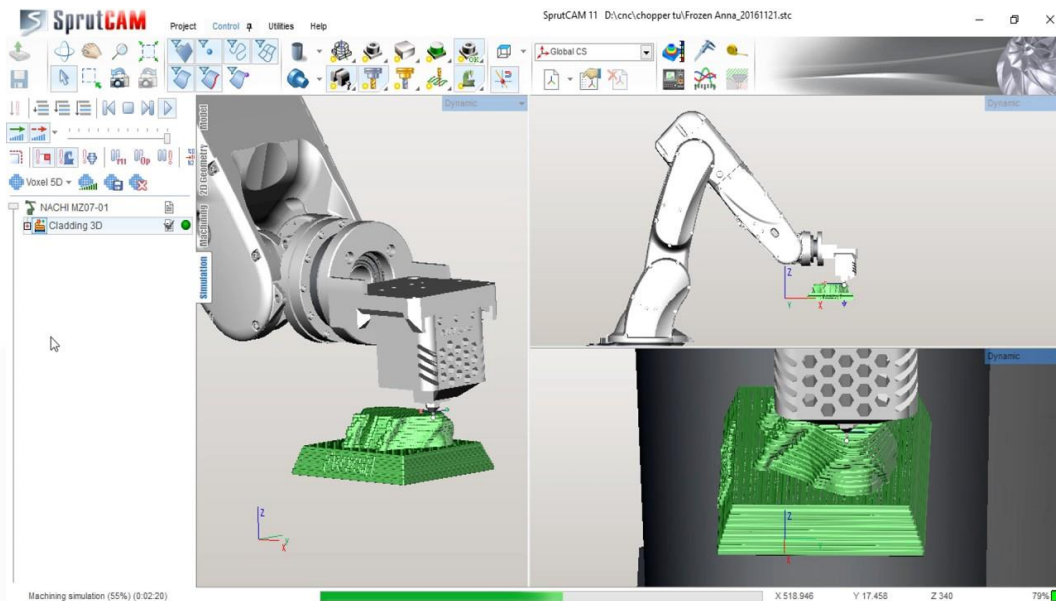 SprutCAM
Project Control Utilities Help
SprutCAM 11 D:\cnc\chopper tu\Frozen Anna_20161121.stc
Global CS
OK
Dynamic
Dynamic
Model
2D Geometry
Machining
Simulation
Voxel 5D
NACHI MZ07-01
Cladding 3D
Z
Y
X
Z
Y
X
Dynamic
Z
X
Machining simulation (55%) (0:02:20)
X 518.946 Y 17.458 Z 340 79%